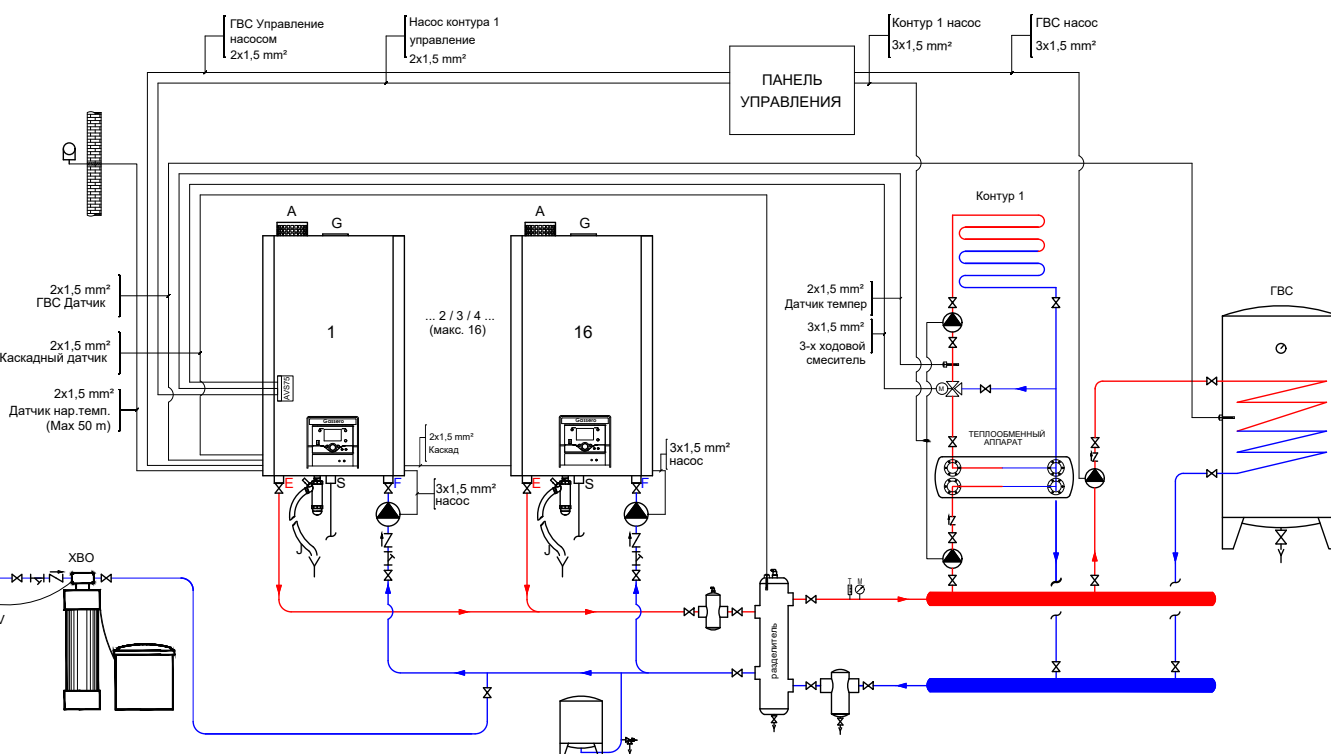 ГВС Управление
насосом
2x1,5 mm²
Насос контура 1
управление
2x1,5 mm²
Контур 1 насос
3x1,5 mm²
ГВС насос
3x1,5 mm²
ПАНЕЛЬ
УПРАВЛЕНИЯ
A
G
A
G
Контур 1
2x1,5 mm²
ГВС Датчик
2x1,5 mm²
Каскадный датчик
2x1,5 mm²
Датчик нар.темп.
(Max 50 m)
1
... 2 / 3 / 4 ...
(макс. 16)
16
2x1,5 mm²
Датчик темпер
3x1,5 mm²
3-х ходовой
смеситель
ГВС
AVS75
M
Gassero
Gassero
2x1,5 mm²
Каскад
3x1,5 mm²
насос
ТЕПЛООБМЕННЫЙ
АППАРАТ
E
S
F
3x1,5 mm²
насос
E
S
F
J
J
ХВО
V
T
M
разделитель